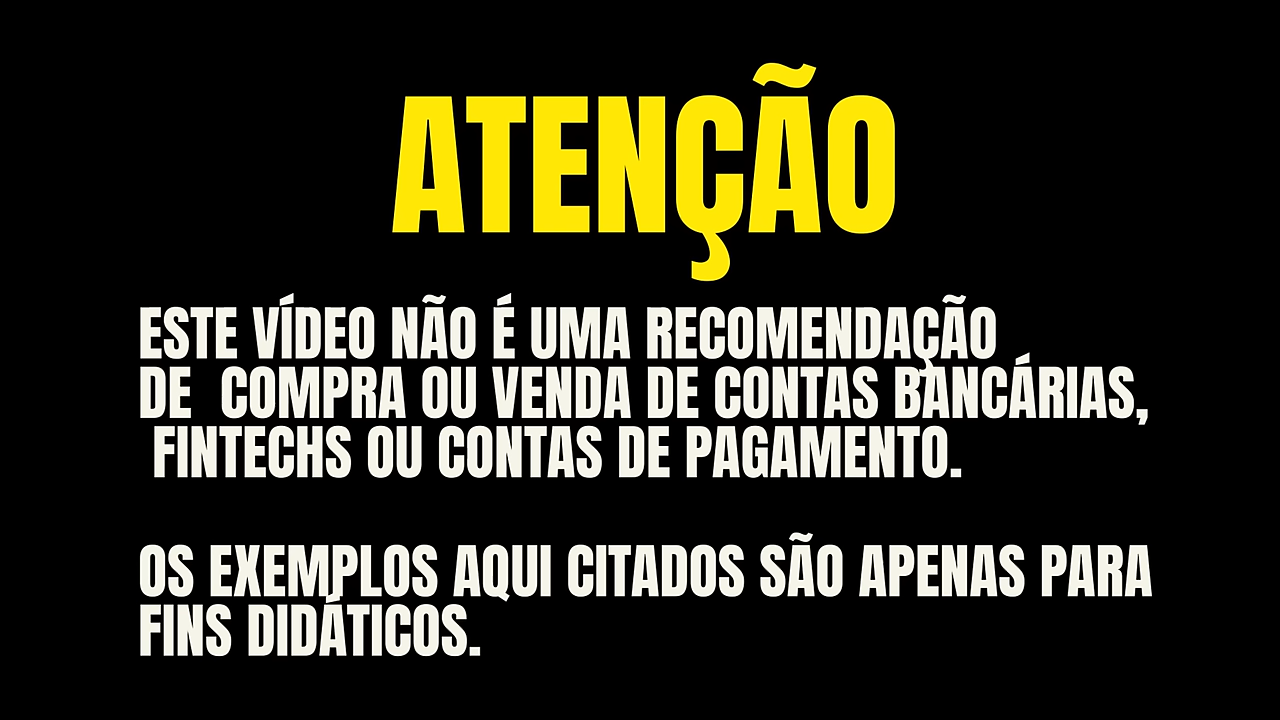 ATENÇÃO
ESTE VÍDEO NÃO É UMA RECOMENDAÇÃO
DE COMPRA OU VENDA DE CONTAS BANCÁRIAS,
FINTECHS OU CONTAS DE PAGAMENTO.
OS EXEMPLOS AQUI CITADOS SÃO APENAS PARA
FINS DIDÁTICOS.